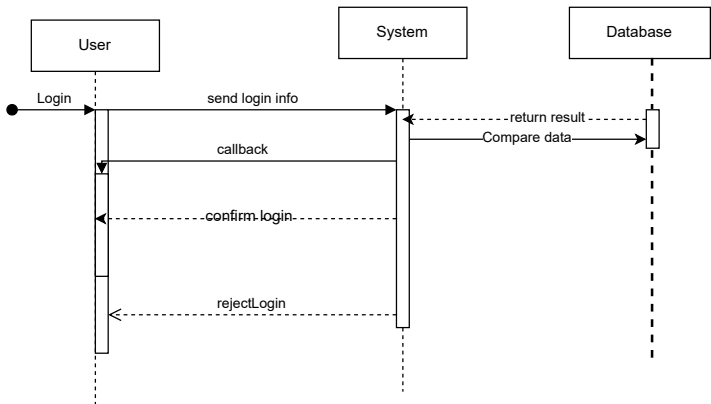 User
System
Database
Login
send login info
return result
Compare data
callback
confirm login
rejectLogin